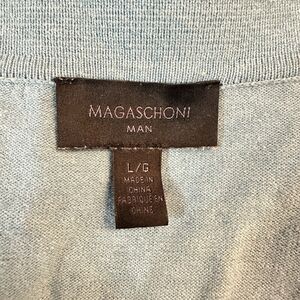 MAGASCHONI
MAN
L/G
MADE IN
CHINA
FABRIQUÉ EN
CHINE